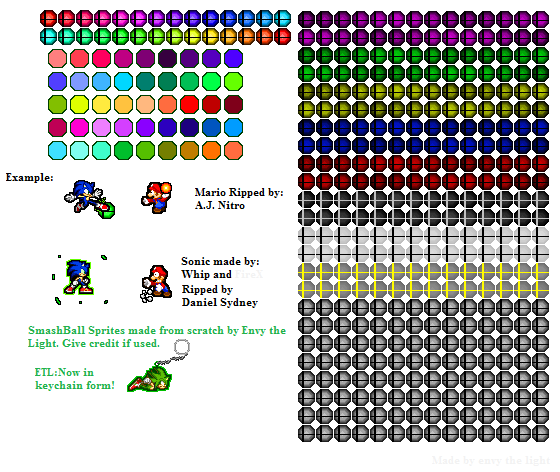 Example:
Mario Ripped by:
A.J. Nitro
Sonic made by:
Whip and FireX
Ripped by
Daniel Sydney
SmashBall Sprites made from scratch by Envy the
Light. Give credit if used.
ETL:Now in
keychain form!
Made by envy the light